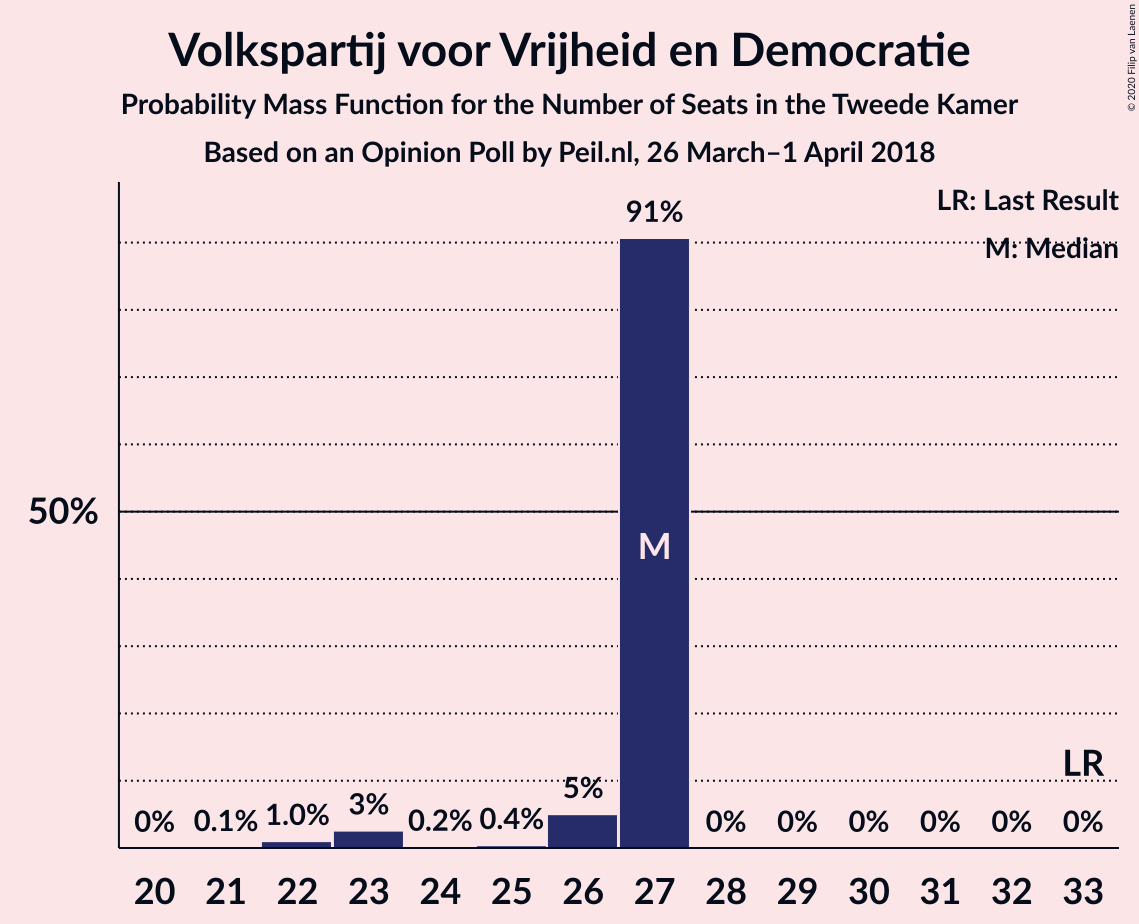 Volkspartij voor Vrijheid en Democratie
Probability Mass Function for the Number of Seats in the Tweede Kamer
Based on an Opinion Poll by Peil.nl, 26 March–1 April 2018
© 2020 Filip van Laenen
LR: Last Result
M: Median
91%
50%
M
LR
0% 0.1% 1.0% 3% 0.2% 0.4% 5% 0% 0% 0% 0% 0% 0%
20 21 22 23 24 25 26 27 28 29 30 31 32 33